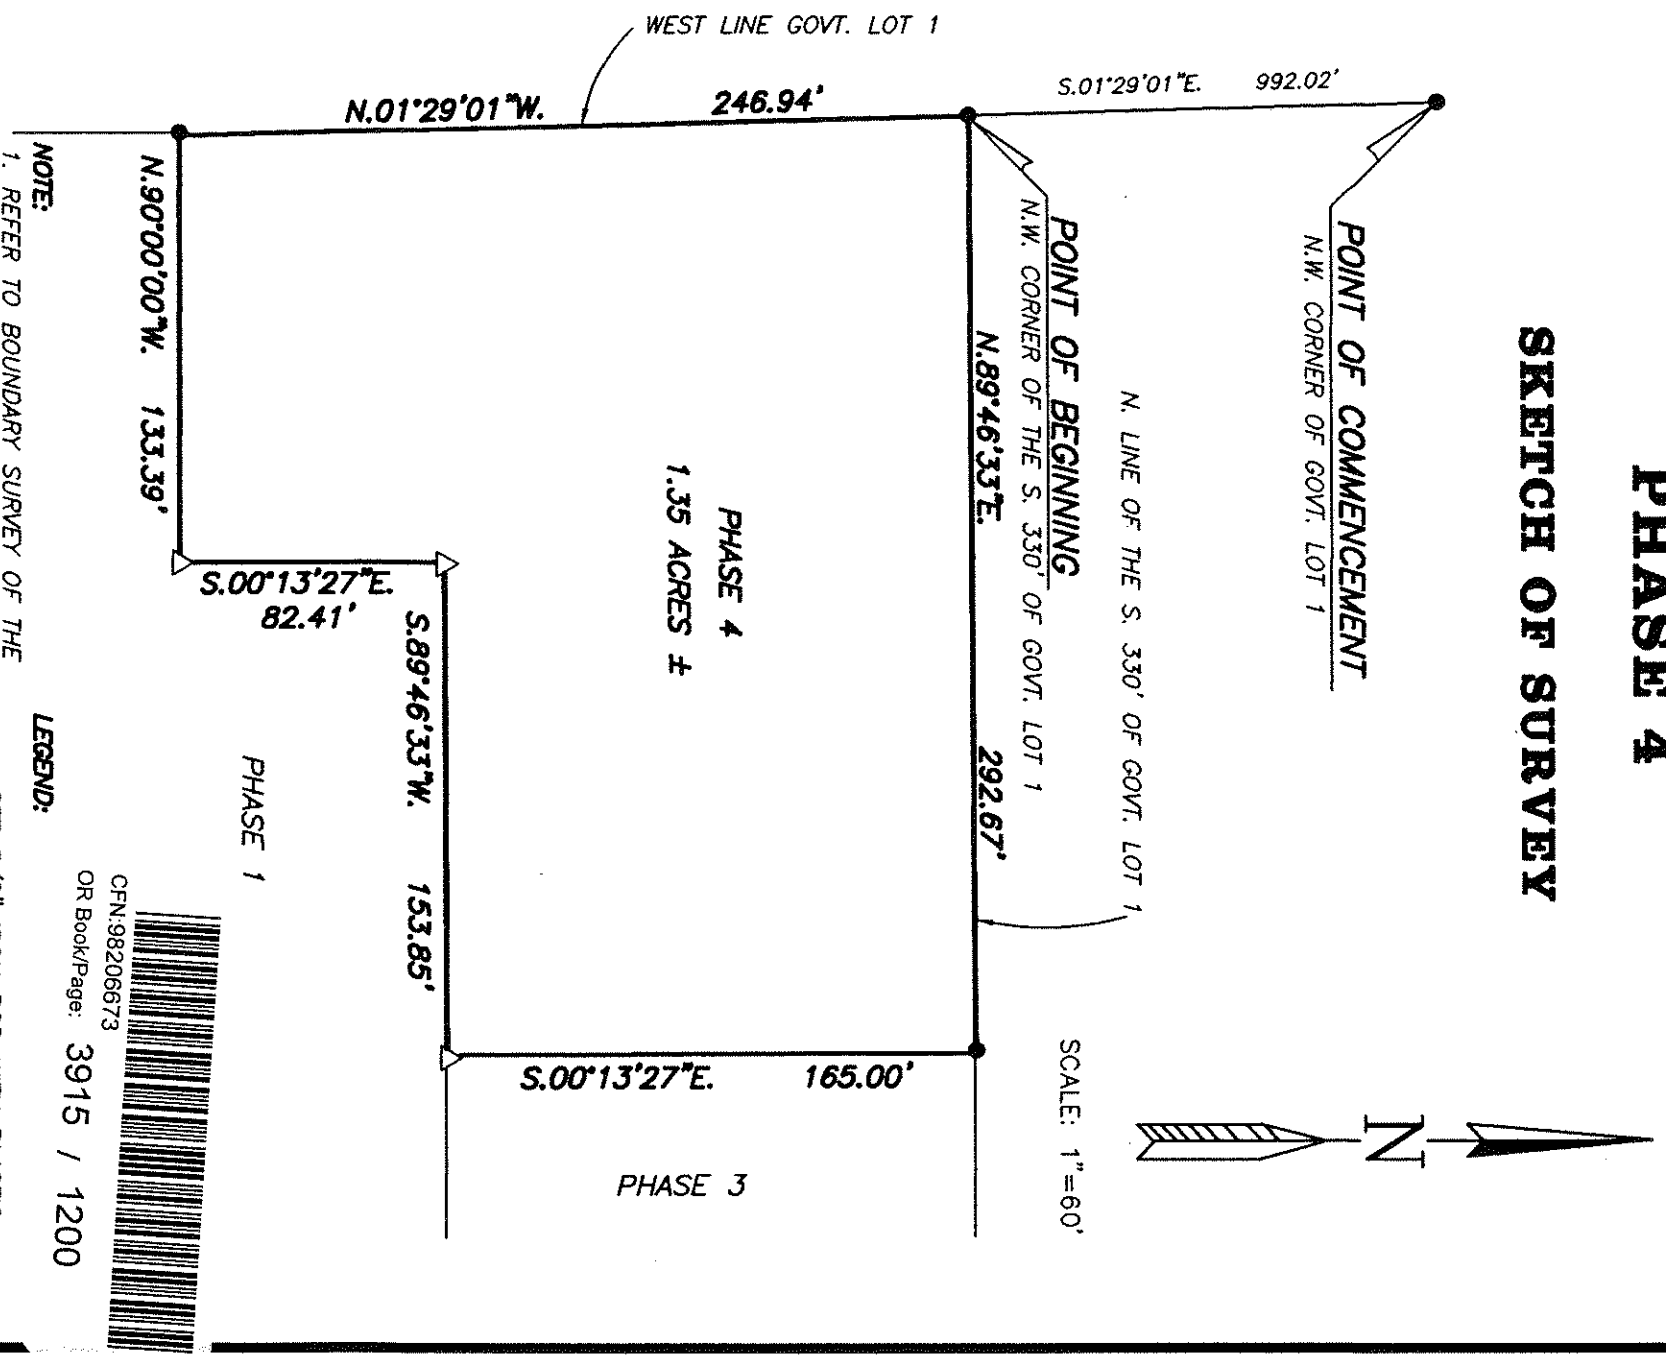 PHASE 4
SKETCH OF SURVEY
POINT OF COMMENCEMENT
N.W. CORNER OF GOVT. LOT 1
S.01°29'01"E. 992.02'
N. LINE OF THE S. 330' OF GOVT. LOT 1
POINT OF BEGINNING
N.W. CORNER OF THE S. 330' OF GOVT. LOT 1
N.89°46'33"E. 292.67'
WEST LINE GOVT. LOT 1
N.01°29'01"W. 246.94'
PHASE 4
1.35 ACRES ±
SCALE: 1"=60'
N
S.00°13'27"E. 165.00'
PHASE 3
S.89°46'33"W. 153.85'
S.00°13'27"E.
82.41'
N.90°00'00"W. 133.39'
PHASE 1
NOTE:
1. REFER TO BOUNDARY SURVEY OF THE
LEGEND:
CFN:98206673
OR Book/Page: 3915 / 1200